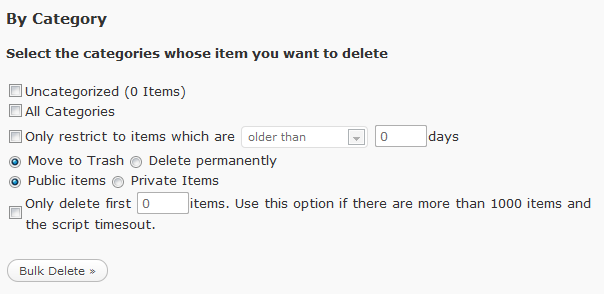 By Category
Select the categories whose item you want to delete
Uncategorized (0 Items)
All Categories
Only restrict to items which are older than 0 days
Move to Trash Delete permanently
Public items Private Items
Only delete first 0 items. Use this option if there are more than 1000 items and
the script timeout.
Bulk Delete »